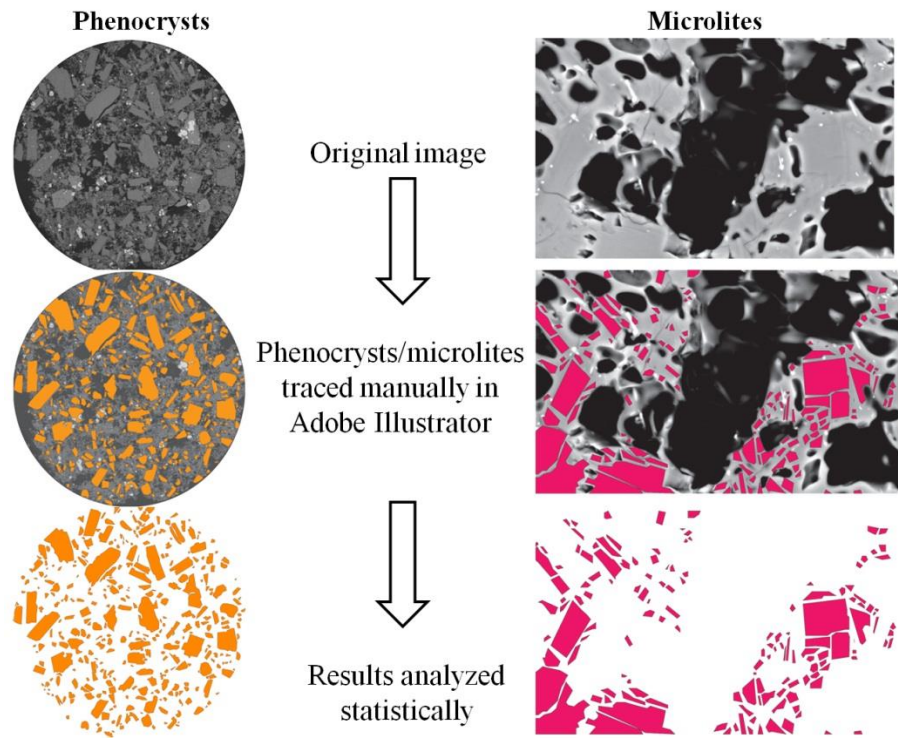 Phenocrysts
Microlites
Original image
Phenocrysts/microlites
traced manually in
Adobe Illustrator
Results analyzed
statistically